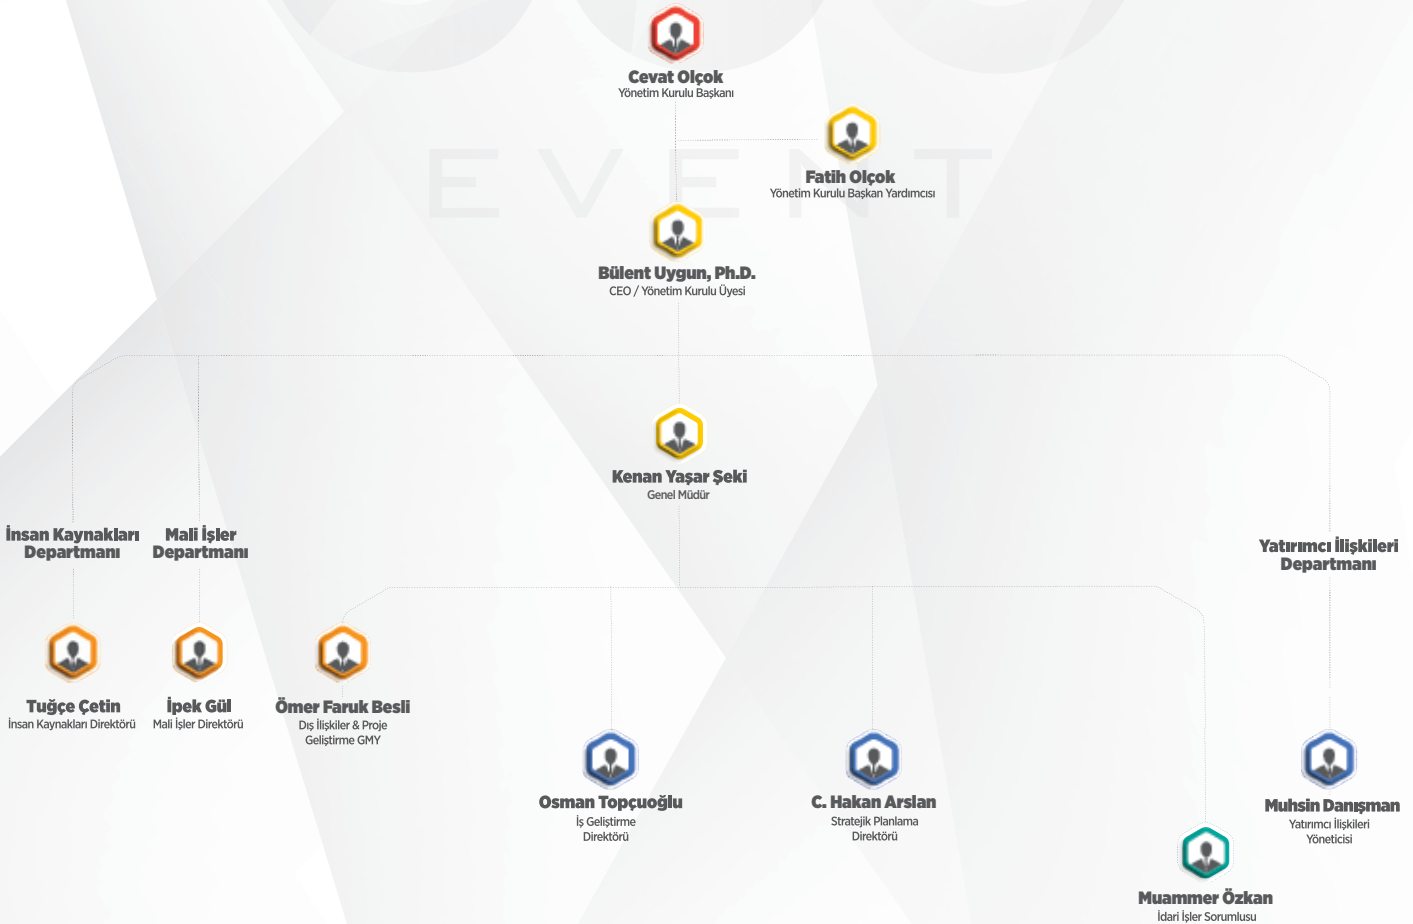 Cevat Olçok
Yönetim Kurulu Başkanı
Fatih Olçok
Yönetim Kurulu Başkan Yardımcısı
EVENT
Bülent Uygun, Ph.D.
CEO / Yönetim Kurulu Üyesi
Kenan Yaşar Şeki
Genel Müdür
İnsan Kaynakları
Departmanı
Mali İşler
Departmanı
Yatırımcı İlişkileri
Departmanı
Tuğçe Çetin
İnsan Kaynakları Direktörü
İpek Gül
Mali İşler Direktörü
Ömer Faruk Besli
Dış İlişkiler & Proje
Geliştirme GMY
Osman Topçuoğlu
İş Geliştirme
Direktörü
C. Hakan Arslan
Stratejik Planlama
Direktörü
Muhsin Danışman
Yatırımcı İlişkileri
Yöneticisi
Muammer Özkan
İdari İşler Sorumlusu